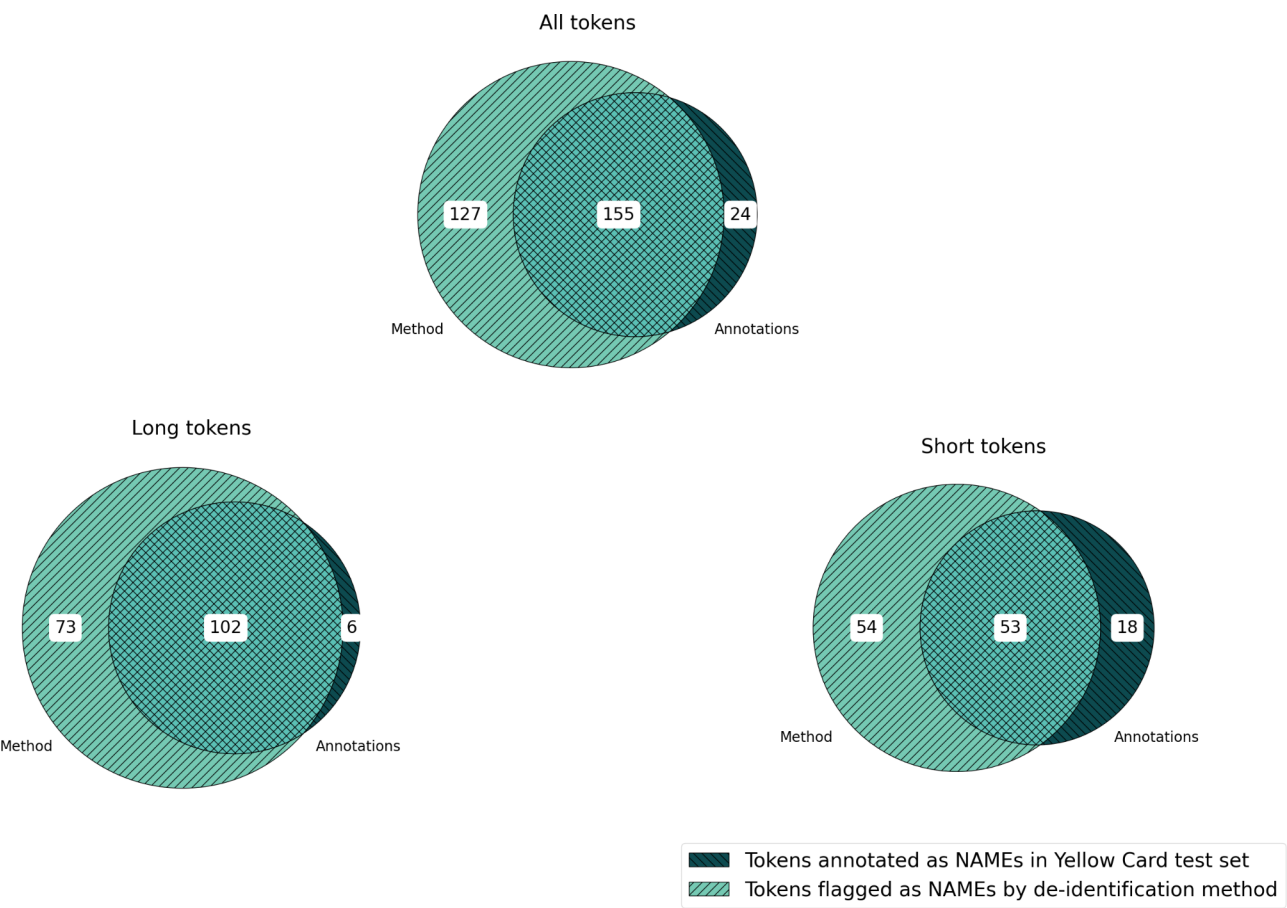 All tokens
127
155
24
Method
Annotations
Long tokens
73
102
6
Method
Annotations
Short tokens
54
53
18
Method
Annotations
Tokens annotated as NAMEs in Yellow Card test set
Tokens flagged as NAMEs by de-identification method